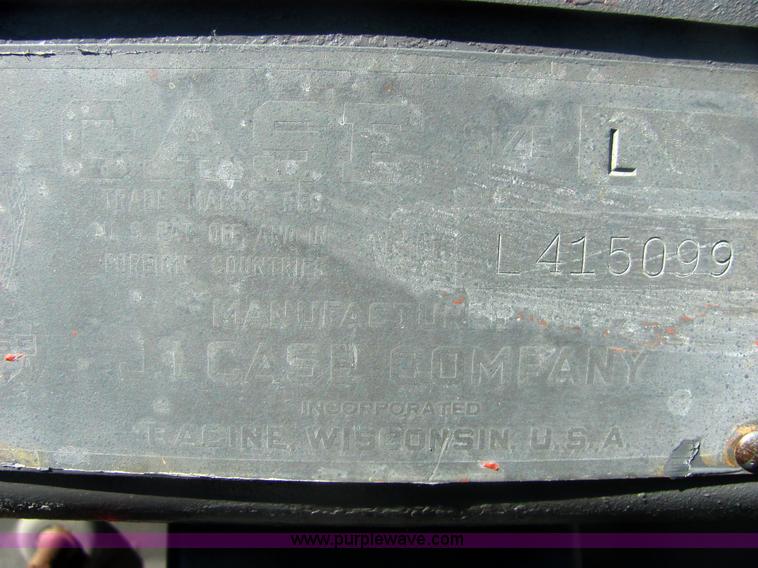 CASE
L
TRADE MARKS REG.
U. S. PAT. OFF. AND IN
FOREIGN COUNTRIES
L 415099
MANUFACTURED
J.I. CASE COMPANY
INCORPORATED
RACINE, WISCONSIN, U.S.A.
www.purplewave.com